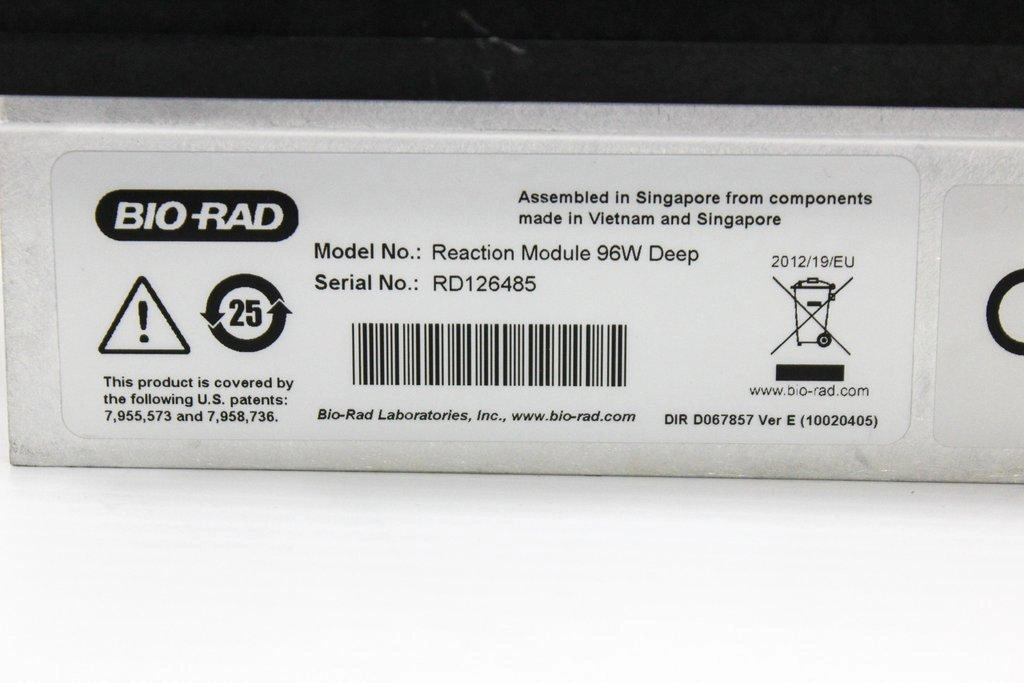 BIO-RAD
Assembled in Singapore from components
made in Vietnam and Singapore
Model No.: Reaction Module 96W Deep
Serial No.: RD126485
2012/19/EU
25
This product is covered by
the following U.S. patents:
7,955,573 and 7,958,736.
www.bio-rad.com
Bio-Rad Laboratories, Inc., www.bio-rad.com
DIR D067857 Ver E (10020405)